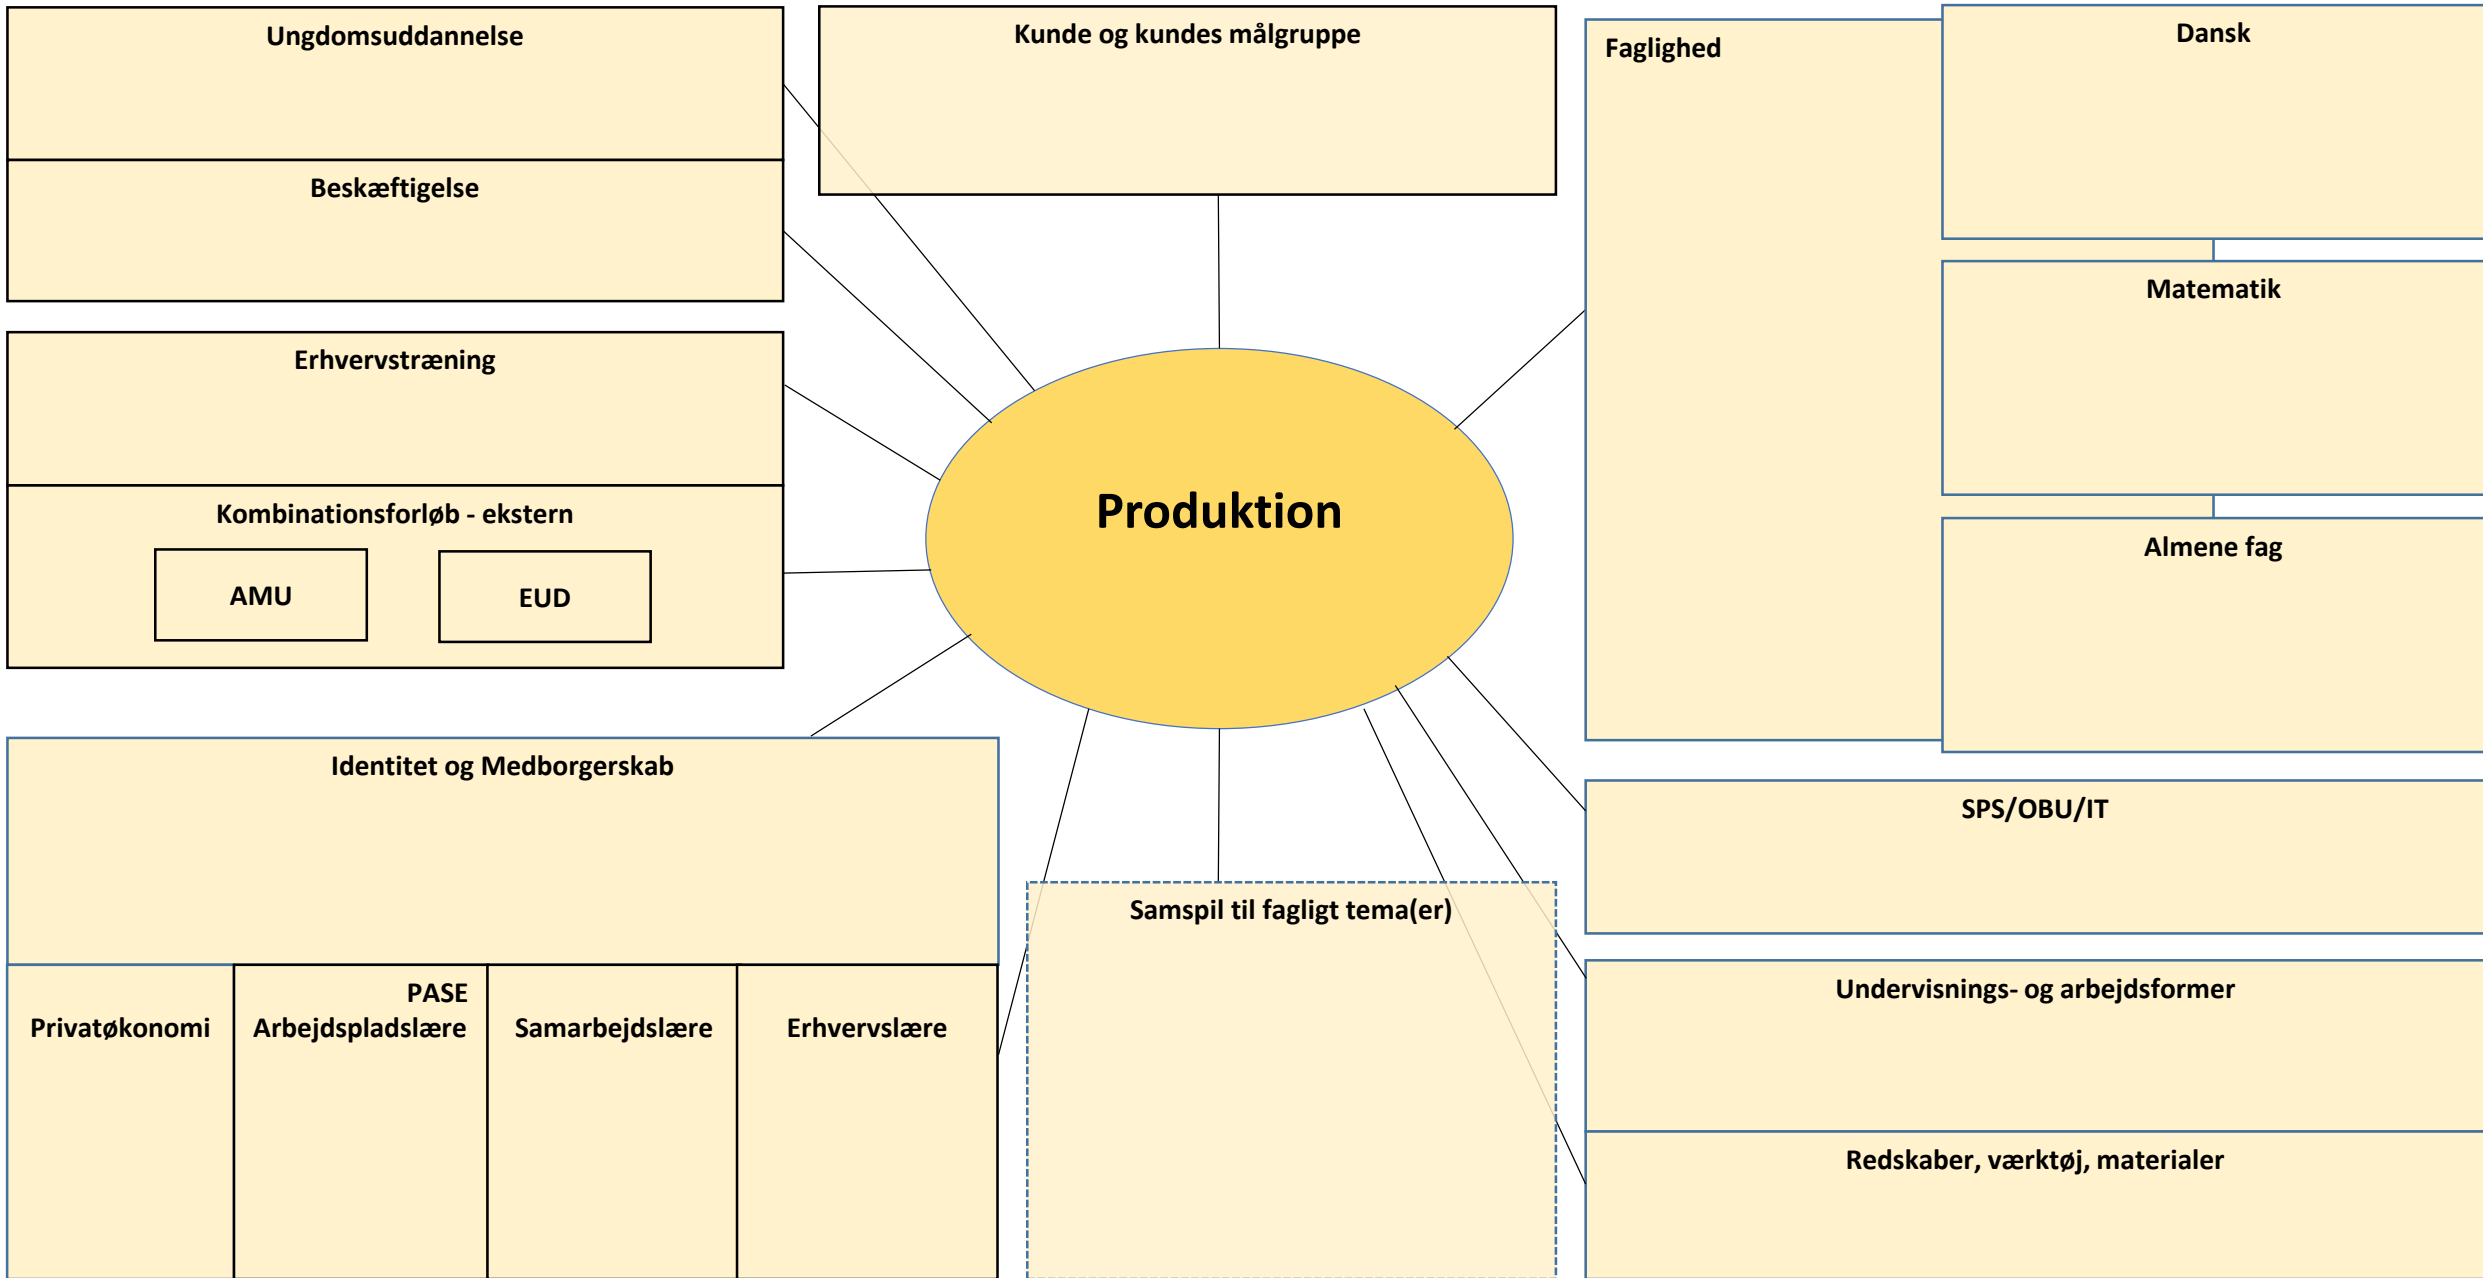 Ungdomsuddannelse
Beskæftigelse
Kunde og kundes målgruppe
Faglighed
Dansk
Matematik
Almene fag
Erhvervstræning
Kombinationsforløb - ekstern
AMU
EUD
Produktion
Identitet og Medborgerskab
PASE
Privatøkonomi
Arbejdspladslære
Samarbejdslære
Erhvervslære
Samspil til fagligt tema(er)
SPS/OBU/IT
Undervisnings- og arbejdsformer
Redskaber, værktøj, materialer